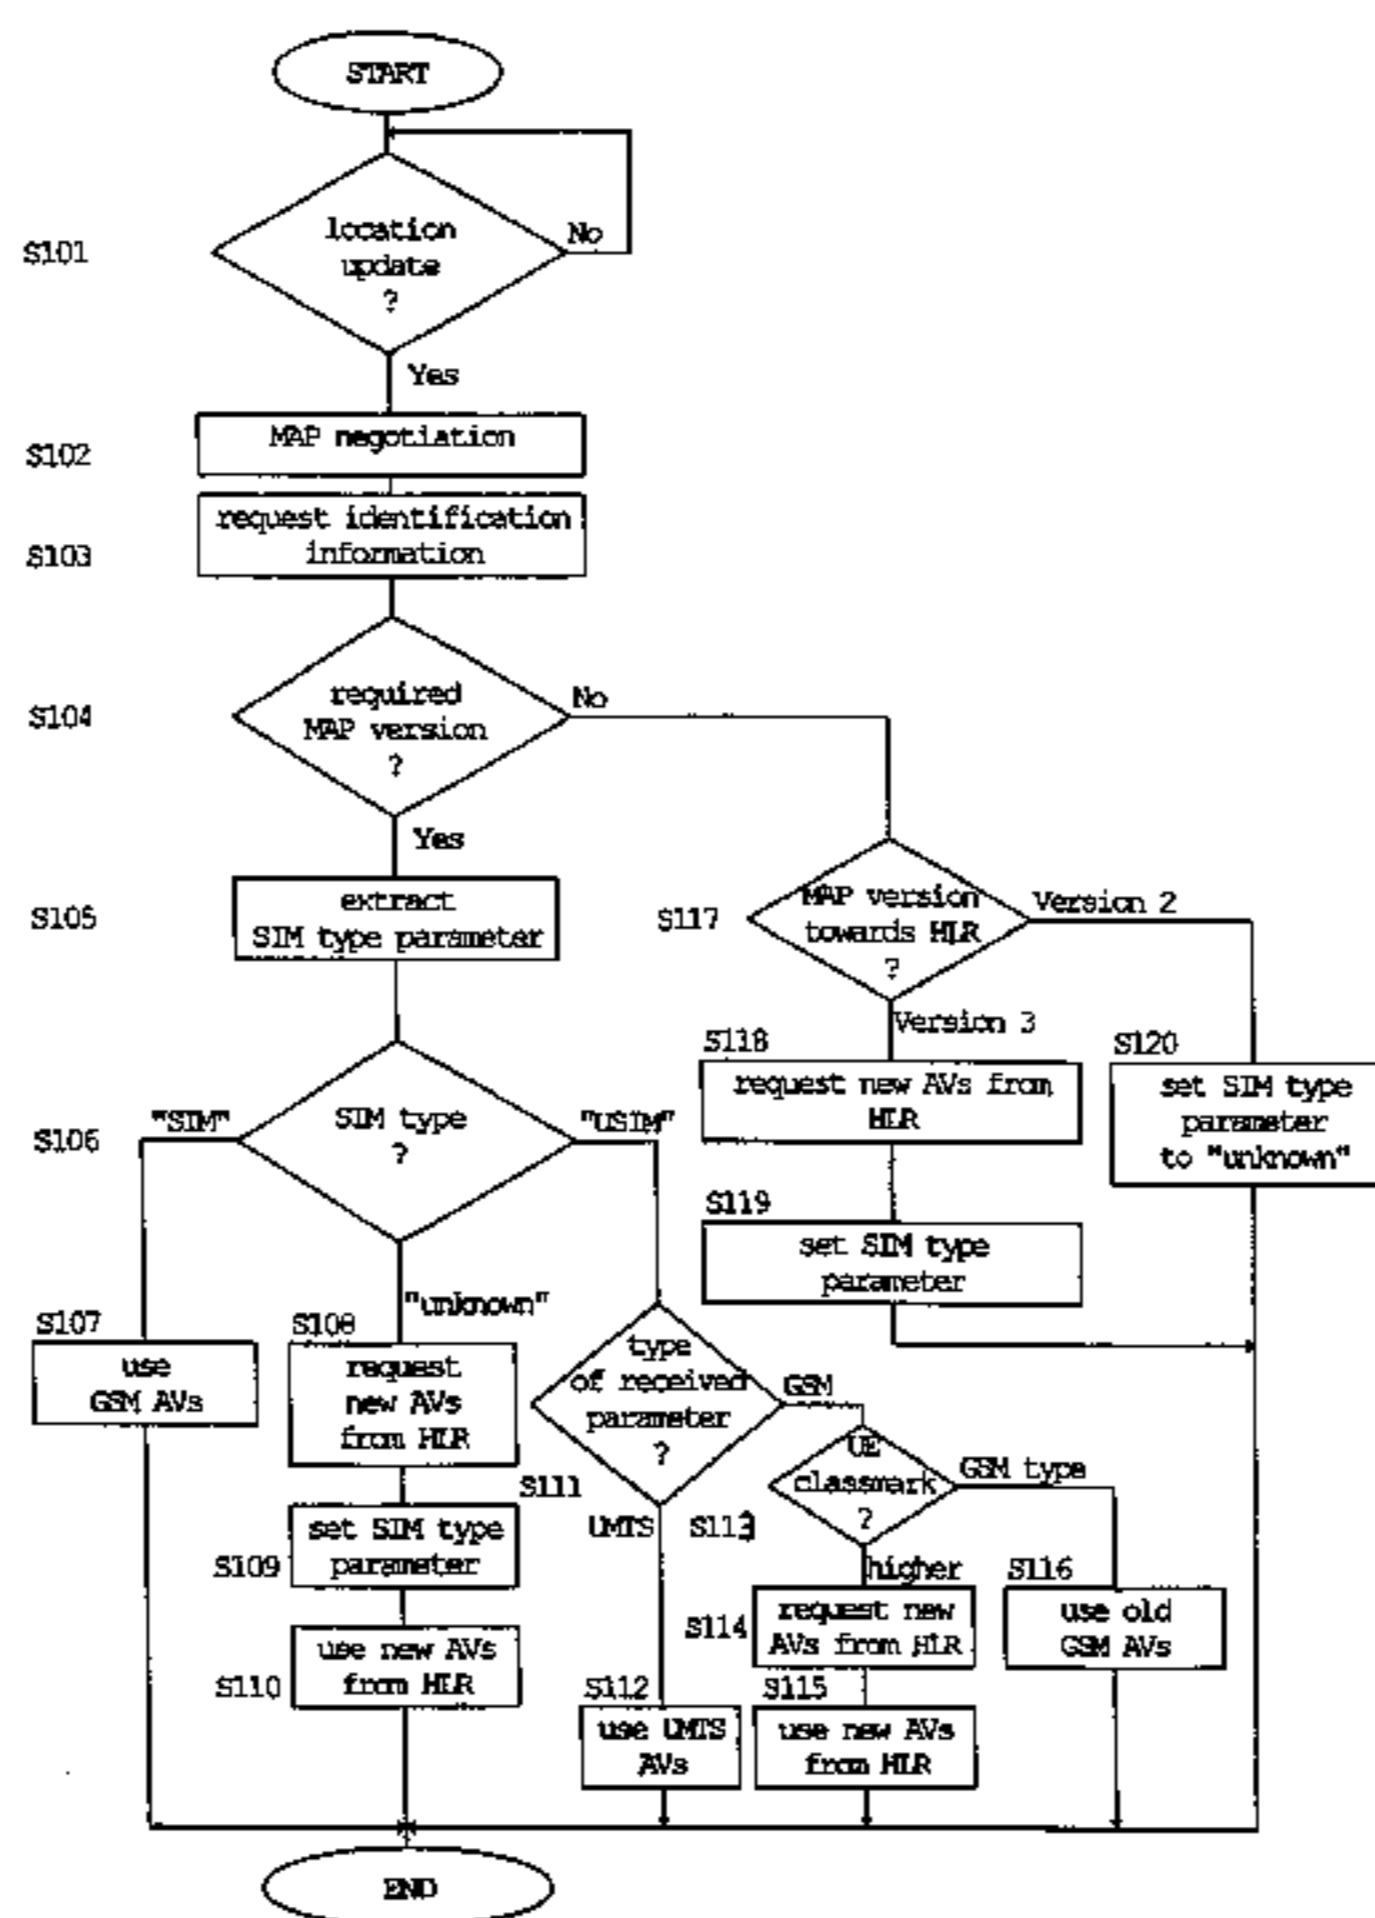 START
location
update
?
No
S101
Yes
MAP negotiation
S102
request identification
information
S103
required
MAP version
?
No
S104
Yes
extract
SIM type parameter
S105
MAP version
towards HLR
?
S117
Version 2
Version 3
S118
request new AVs from
HLR
S120
set SIM type
parameter
to "unknown"
SIM type
?
S106
"SIM"
"USIM"
"unknown"
S119
set SIM type
parameter
S107
use
GSM AVs
S108
request
new AVs
from HLR
type
of received
parameter
?
S111
GSM
UMTS
UE
classmark
?
S113
GSM type
higher
S109
set SIM type
parameter
S110
use new AVs
from HLR
S112
use UMTS
AVs
S114
request new
AVs from HLR
S115
use new AVs
from HLR
S116
use old
GSM AVs
END